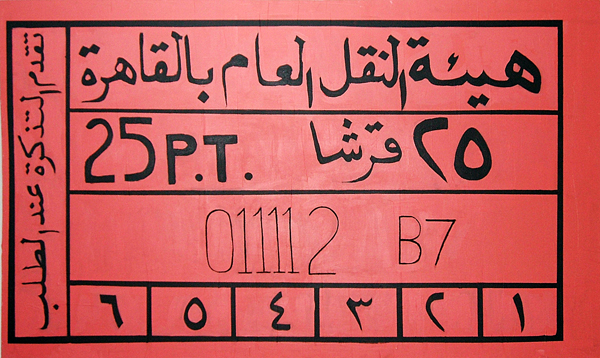 هيئة النقل العام بالقاهرة
25 P.T. ٢٥ قرشا
011112 B7
١ ٢ ٣ ٤ ٥ ٦
تقدم التذكرة عند الطلب